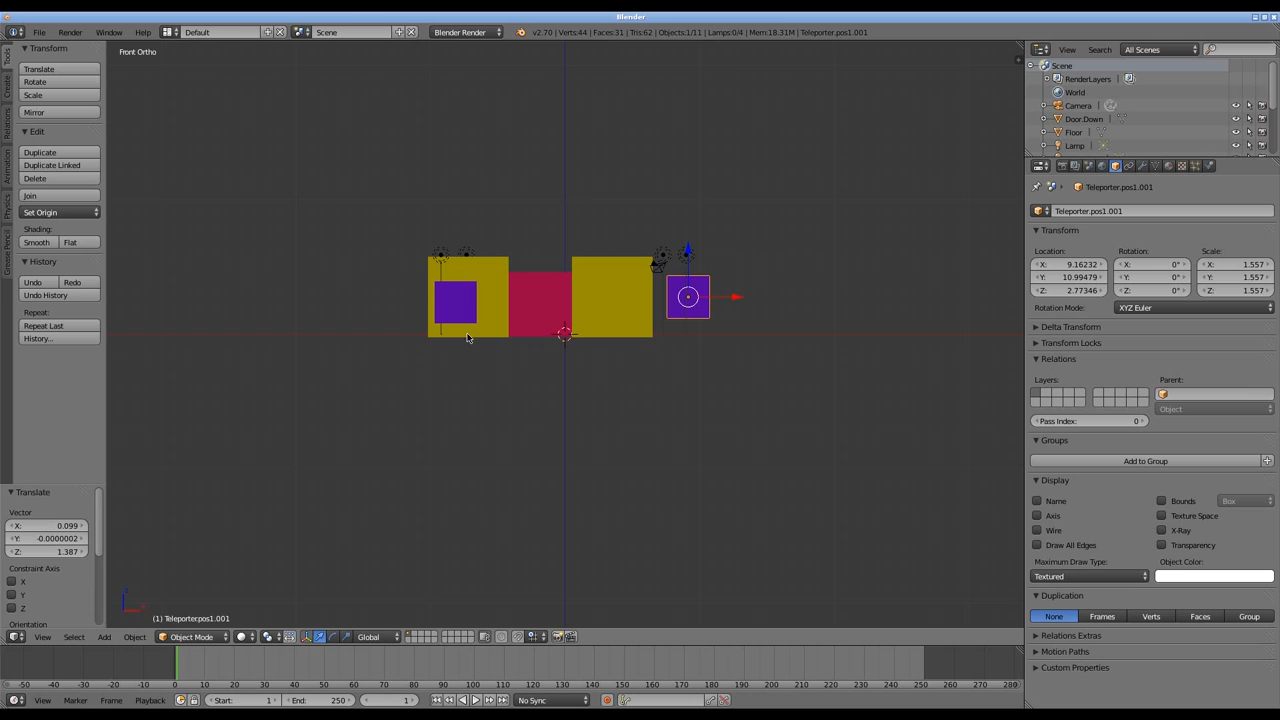 Blender
File Render Window Help Default Scene Blender Render v2.70 | Verts:44 | Faces:31 | Tris:62 | Objects:1/11 | Lamps:0/4 | Mem:18.31M | Teleporter.pos1.001
Tools
Create
Relations
Animation
Physics
Grease Pencil
Transform
Translate
Rotate
Scale
Mirror
Edit
Duplicate
Duplicate Linked
Delete
Join
Set Origin
Shading:
Smooth Flat
History
Undo Redo
Undo History
Repeat:
Repeat Last
History...
Translate
Vector
X: 0.099
Y: -0.0000002
Z: 1.387
Constraint Axis
X
Y
Z
Orientation
Front Ortho
(1) Teleporter.pos1.001
View Select Add Object Object Mode Global
-50 -40 -30 -20 -10 0 10 20 30 40 50 60 70 80 90 100 110 120 130 140 150 160 170 180 190 200 210 220 230 240 250 260 270 280
View Marker Frame Playback Start: 1 End: 250 1 No Sync
View Search All Scenes
Scene
RenderLayers
World
Camera
Door.Down
Floor
Lamp
Teleporter.pos1.001
Teleporter.pos1.001
Transform
Location: Rotation: Scale:
X: 9.16232 X: 0° X: 1.557
Y: 10.99479 Y: 0° Y: 1.557
Z: 2.77346 Z: 0° Z: 1.557
Rotation Mode: XYZ Euler
Delta Transform
Transform Locks
Relations
Layers: Parent:
Object
Pass Index: 0
Groups
Add to Group
Display
Name Bounds Box
Axis Texture Space
Wire X-Ray
Draw All Edges Transparency
Maximum Draw Type: Object Color:
Textured
Duplication
None Frames Verts Faces Group
Relations Extras
Motion Paths
Custom Properties